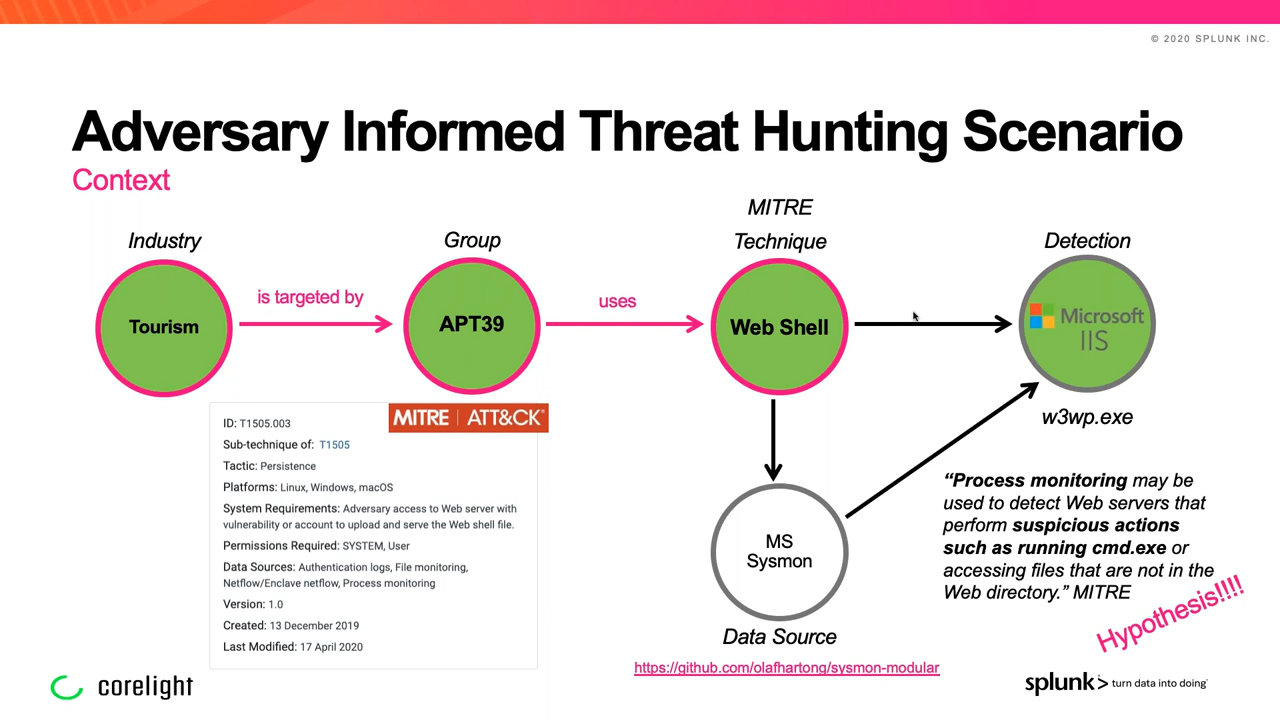 © 2020 SPLUNK INC.
Adversary Informed Threat Hunting Scenario
Context
MITRE
Industry
Group
Technique
Detection
is targeted by
uses
Tourism
APT39
Web Shell
Microsoft
IIS
MITRE | ATT&CK®
w3wp.exe
ID: T1505.003
Sub-technique of: T1505
Tactic: Persistence
Platforms: Linux, Windows, macOS
System Requirements: Adversary access to Web server with
vulnerability or account to upload and serve the Web shell file.
Permissions Required: SYSTEM, User
Data Sources: Authentication logs, File monitoring,
Netflow/Enclave netflow, Process monitoring
Version: 1.0
Created: 13 December 2019
Last Modified: 17 April 2020
MS
Sysmon
Data Source
https://github.com/olafhartong/sysmon-modular
“Process monitoring may be
used to detect Web servers that
perform suspicious actions
such as running cmd.exe or
accessing files that are not in the
Web directory.” MITRE
Hypothesis!!!!
corelight
splunk> turn data into doing®